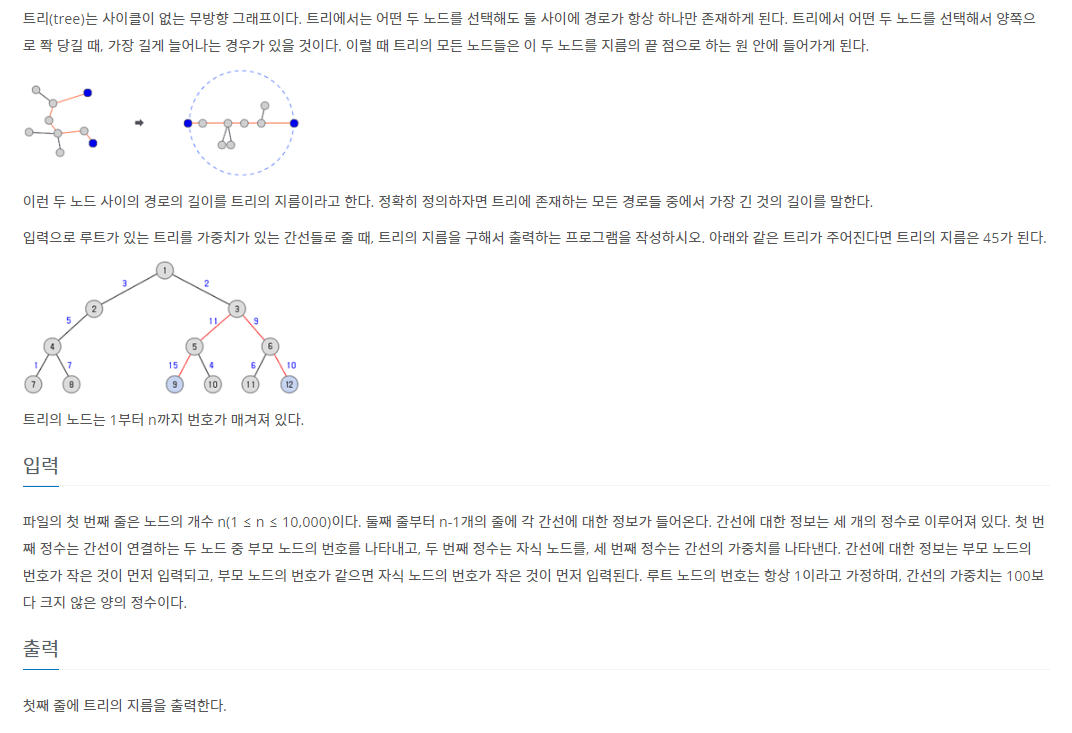 트리(tree)는 사이클이 없는 무방향 그래프이다. 트리에서는 어떤 두 노드를 선택해도 둘 사이에 경로가 항상 하나만 존재하게 된다. 트리에서 어떤 두 노드를 선택해서 양쪽으
로 쫙 당길 때, 가장 길게 늘어나는 경우가 있을 것이다. 이럴 때 트리의 모든 노드들은 이 두 노드를 지름의 끝 점으로 하는 원 안에 들어가게 된다.
이런 두 노드 사이의 경로의 길이를 트리의 지름이라고 한다. 정확히 정의하자면 트리에 존재하는 모든 경로들 중에서 가장 긴 것의 길이를 말한다.
입력으로 루트가 있는 트리를 가중치가 있는 간선들로 줄 때, 트리의 지름을 구해서 출력하는 프로그램을 작성하시오. 아래와 같은 트리가 주어진다면 트리의 지름은 45가 된다.
1
3 2
2 3
5 11 9
4 5 6
1 7 15 4 6 10
7 8 9 10 11 12
트리의 노드는 1부터 n까지 번호가 매겨져 있다.
입력
파일의 첫 번째 줄은 노드의 개수 n(1 ≤ n ≤ 10,000)이다. 둘째 줄부터 n-1개의 줄에 각 간선에 대한 정보가 들어온다. 간선에 대한 정보는 세 개의 정수로 이루어져 있다. 첫 번
째 정수는 간선이 연결하는 두 노드 중 부모 노드의 번호를 나타내고, 두 번째 정수는 자식 노드를, 세 번째 정수는 간선의 가중치를 나타낸다. 간선에 대한 정보는 부모 노드의
번호가 작은 것이 먼저 입력되고, 부모 노드의 번호가 같으면 자식 노드의 번호가 작은 것이 먼저 입력된다. 루트 노드의 번호는 항상 1이라고 가정하며, 간선의 가중치는 100보
다 크지 않은 양의 정수이다.
출력
첫째 줄에 트리의 지름을 출력한다.